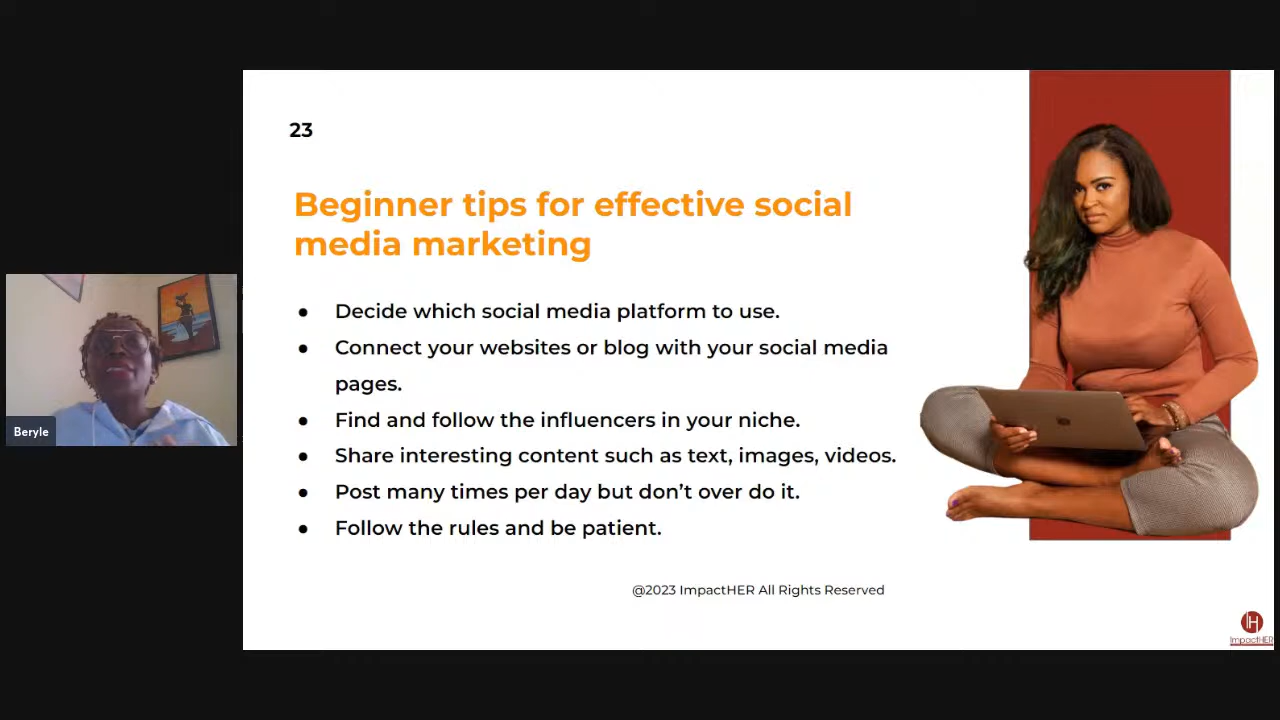 23
Beginner tips for effective social
media marketing
● Decide which social media platform to use.
● Connect your websites or blog with your social media
pages.
● Find and follow the influencers in your niche.
● Share interesting content such as text, images, videos.
● Post many times per day but don’t over do it.
● Follow the rules and be patient.
Beryle
@2023 ImpactHER All Rights Reserved
IH
ImpactHER